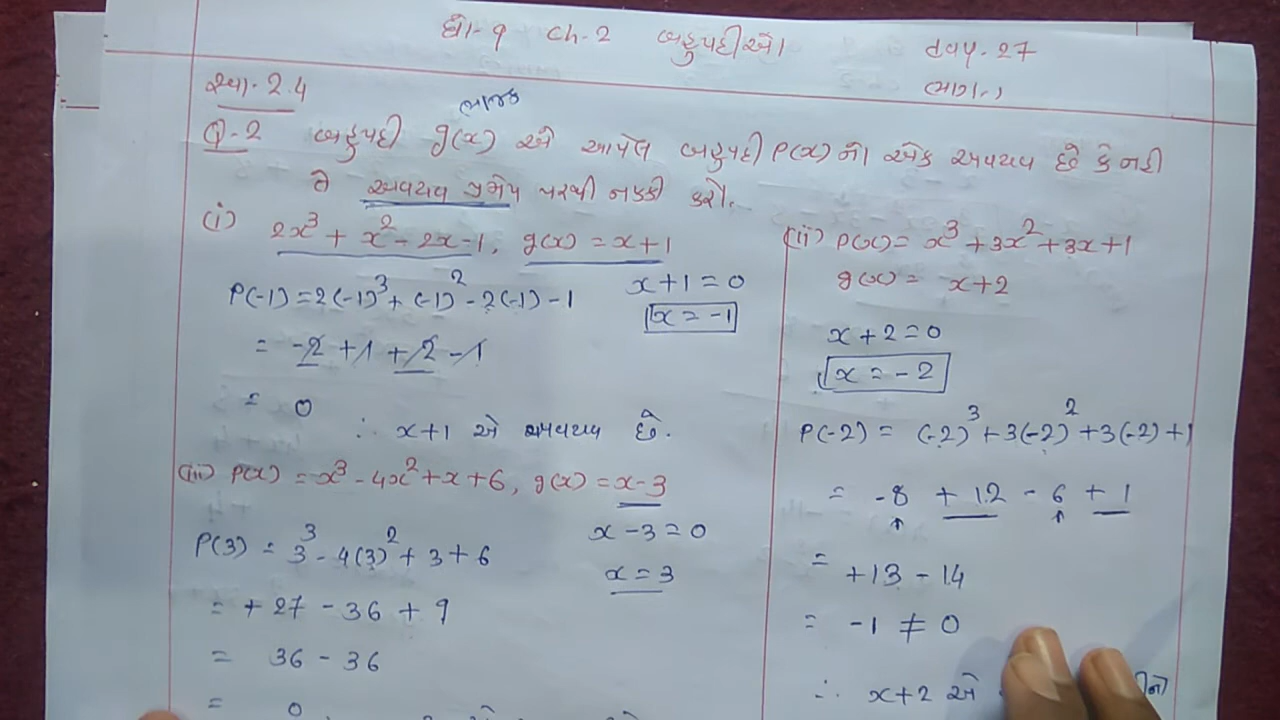 ધો-9 Ch-2 બહુપદીઓ day-27
ભાગ-1
સ્વા-2.4
ભાજક
Q-2 બહુપદી g(x) એ આપેલ બહુપદી P(x) નો એક અવયવ છે કે નહી
તે અવયવ પ્રમેય પરથી નક્કી કરો.
(i) 2x³ + x² - 2x - 1, g(x) = x + 1
P(-1) = 2(-1)³ + (-1)² - 2(-1) - 1
x + 1 = 0
x = -1
= -2 + 1 + 2 - 1
= 0
∴ x+1 એ અવયવ છે.
(iii) P(x) = x³ - 4x² + x + 6, g(x) = x - 3
P(3) = 3³ - 4(3)² + 3 + 6
x - 3 = 0
x = 3
= + 27 - 36 + 9
= 36 - 36
= 0
(ii) P(x) = x³ + 3x² + 3x + 1
g(x) = x + 2
x + 2 = 0
x = - 2
P(-2) = (-2)³ + 3(-2)² + 3(-2) + 1
= -8 + 12 - 6 + 1
= +13 - 14
= -1 ≠ 0
∴ x+2 એ